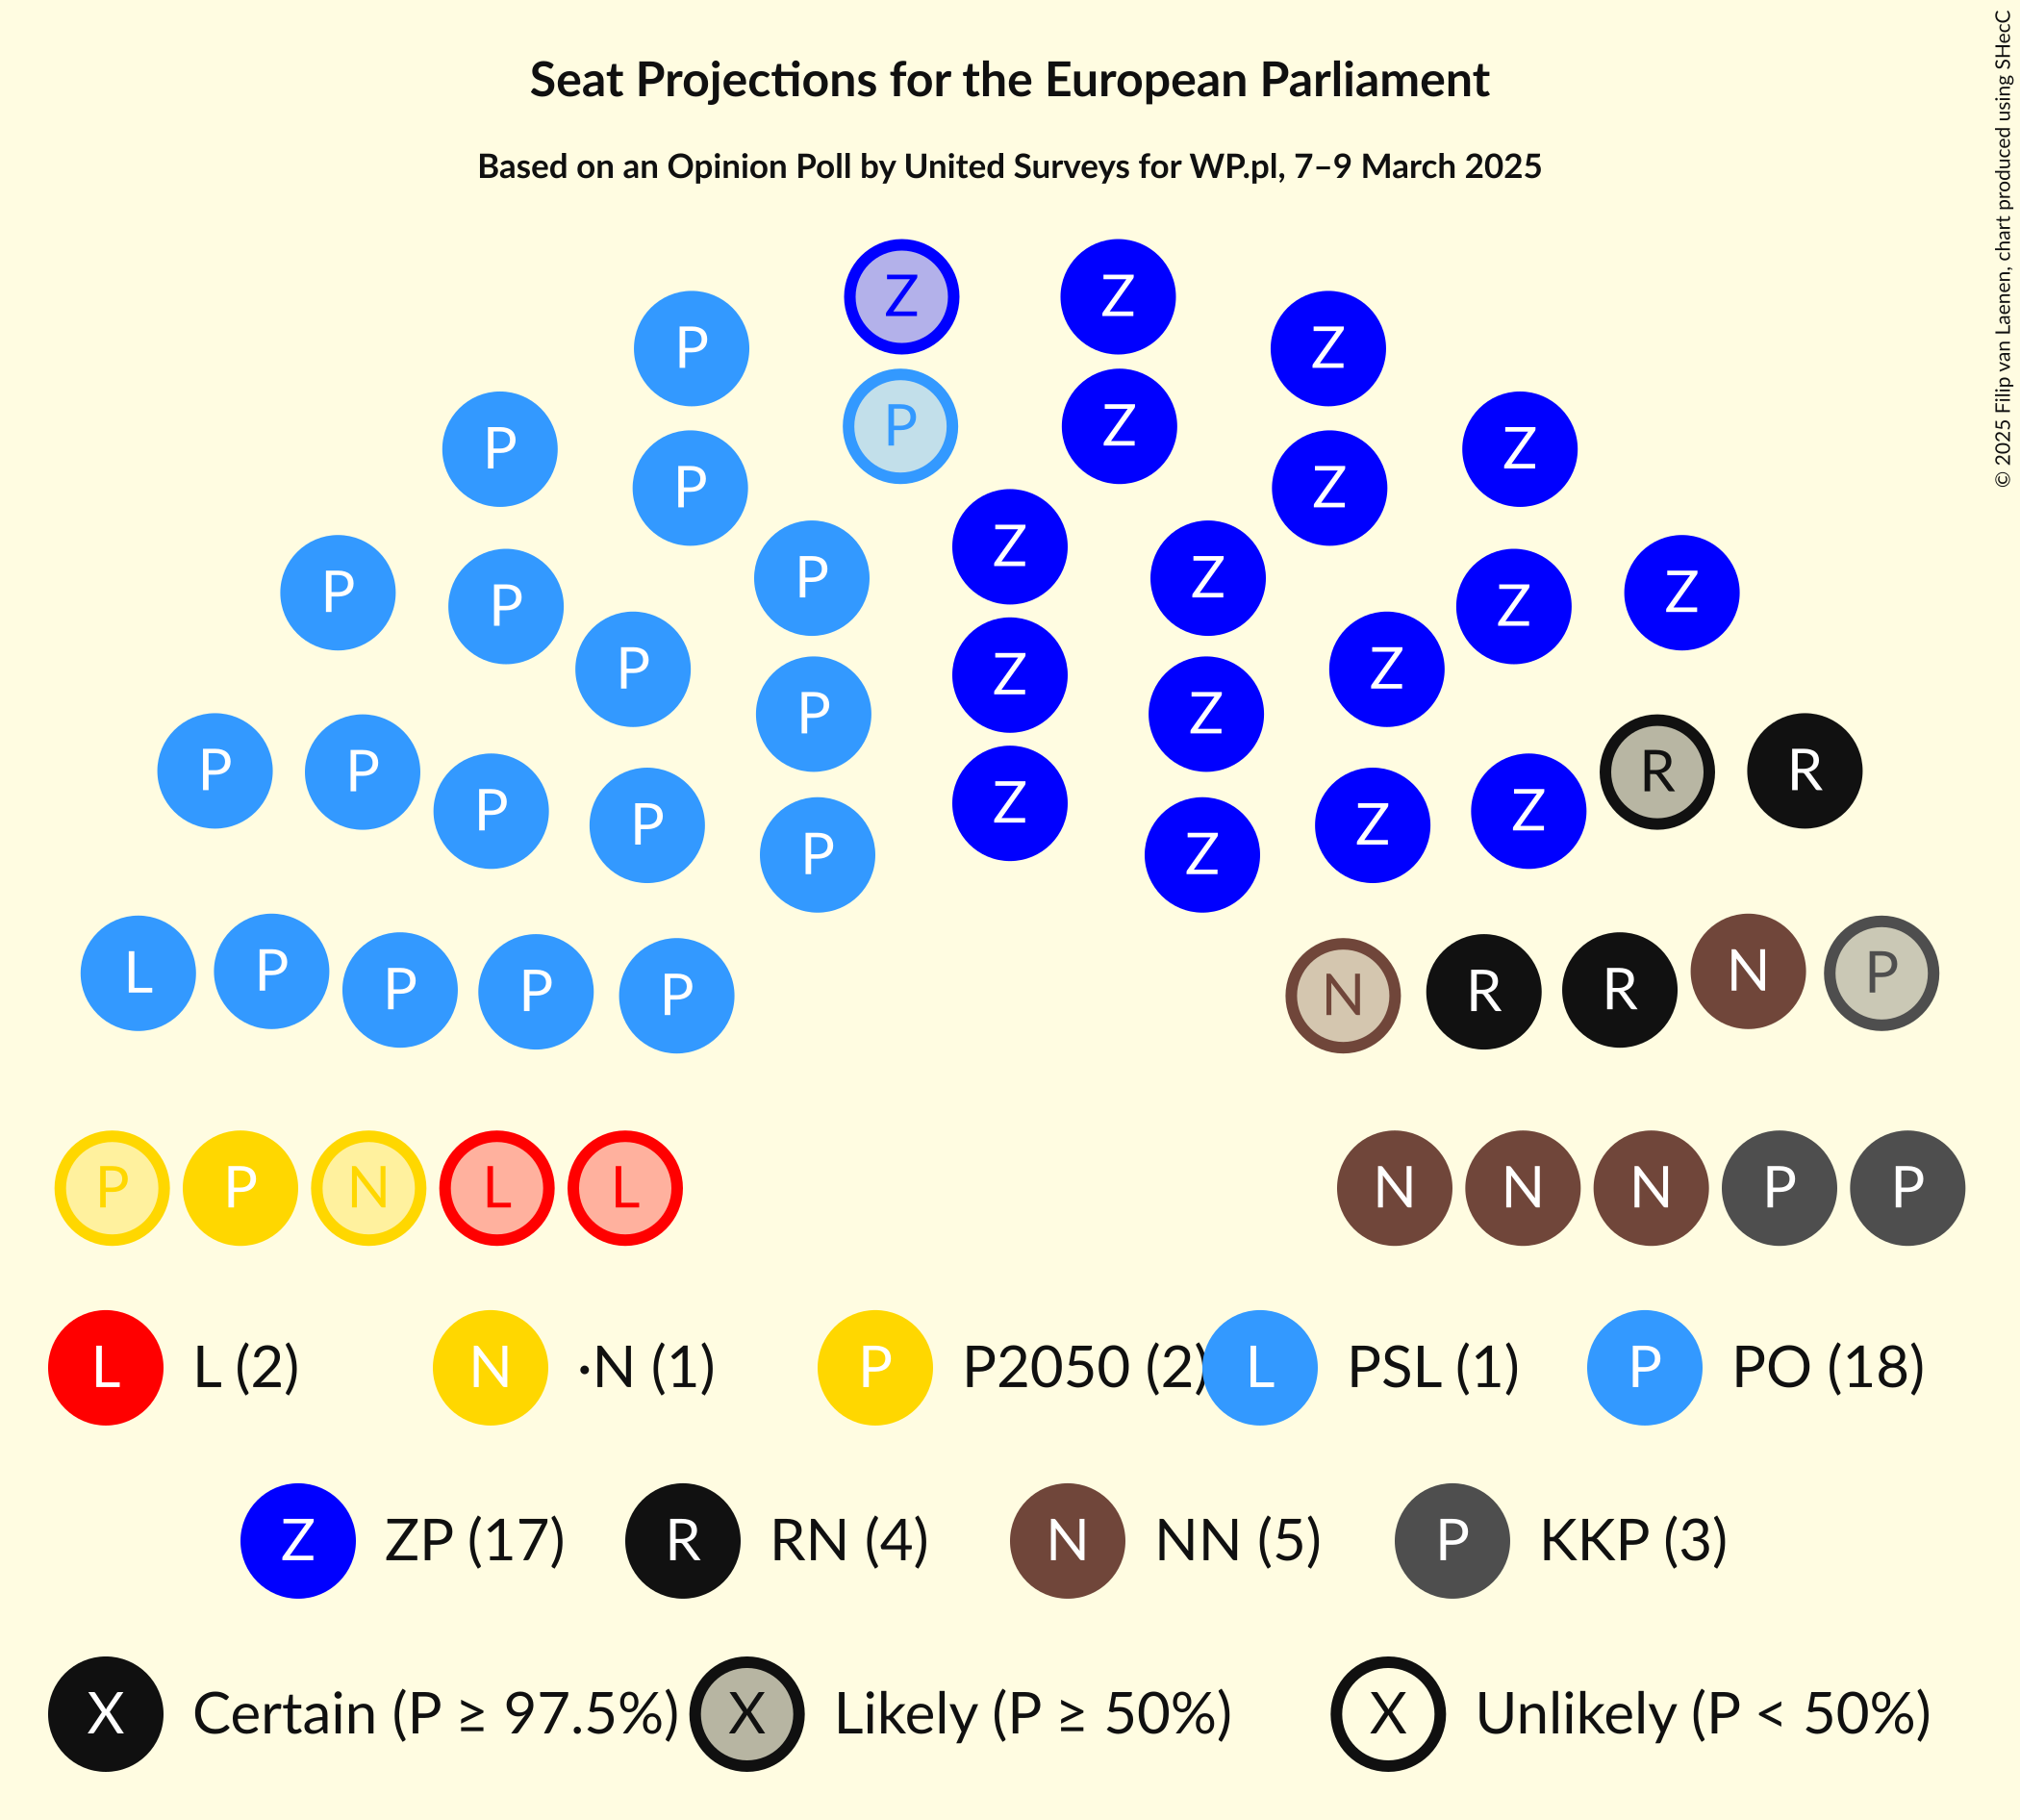 Seat Projections for the European Parliament
Based on an Opinion Poll by United Surveys for WP.pl, 7–9 March 2025
© 2025 Filip van Laenen, chart produced using SHecC
Z Z
P Z
P Z
P Z
P Z
Z
P Z
P Z
P Z
P Z
P Z
P Z
Z
P Z
P P R R
P Z P Z
P Z
L P P P P N R R N P
P P N L L N N N P P
L L (2) N ·N (1) P P2050 (2) L PSL (1) P PO (18)
Z ZP (17) R RN (4) N NN (5) P KKP (3)
X Certain (P ≥ 97.5%) X Likely (P ≥ 50%) X Unlikely (P < 50%)